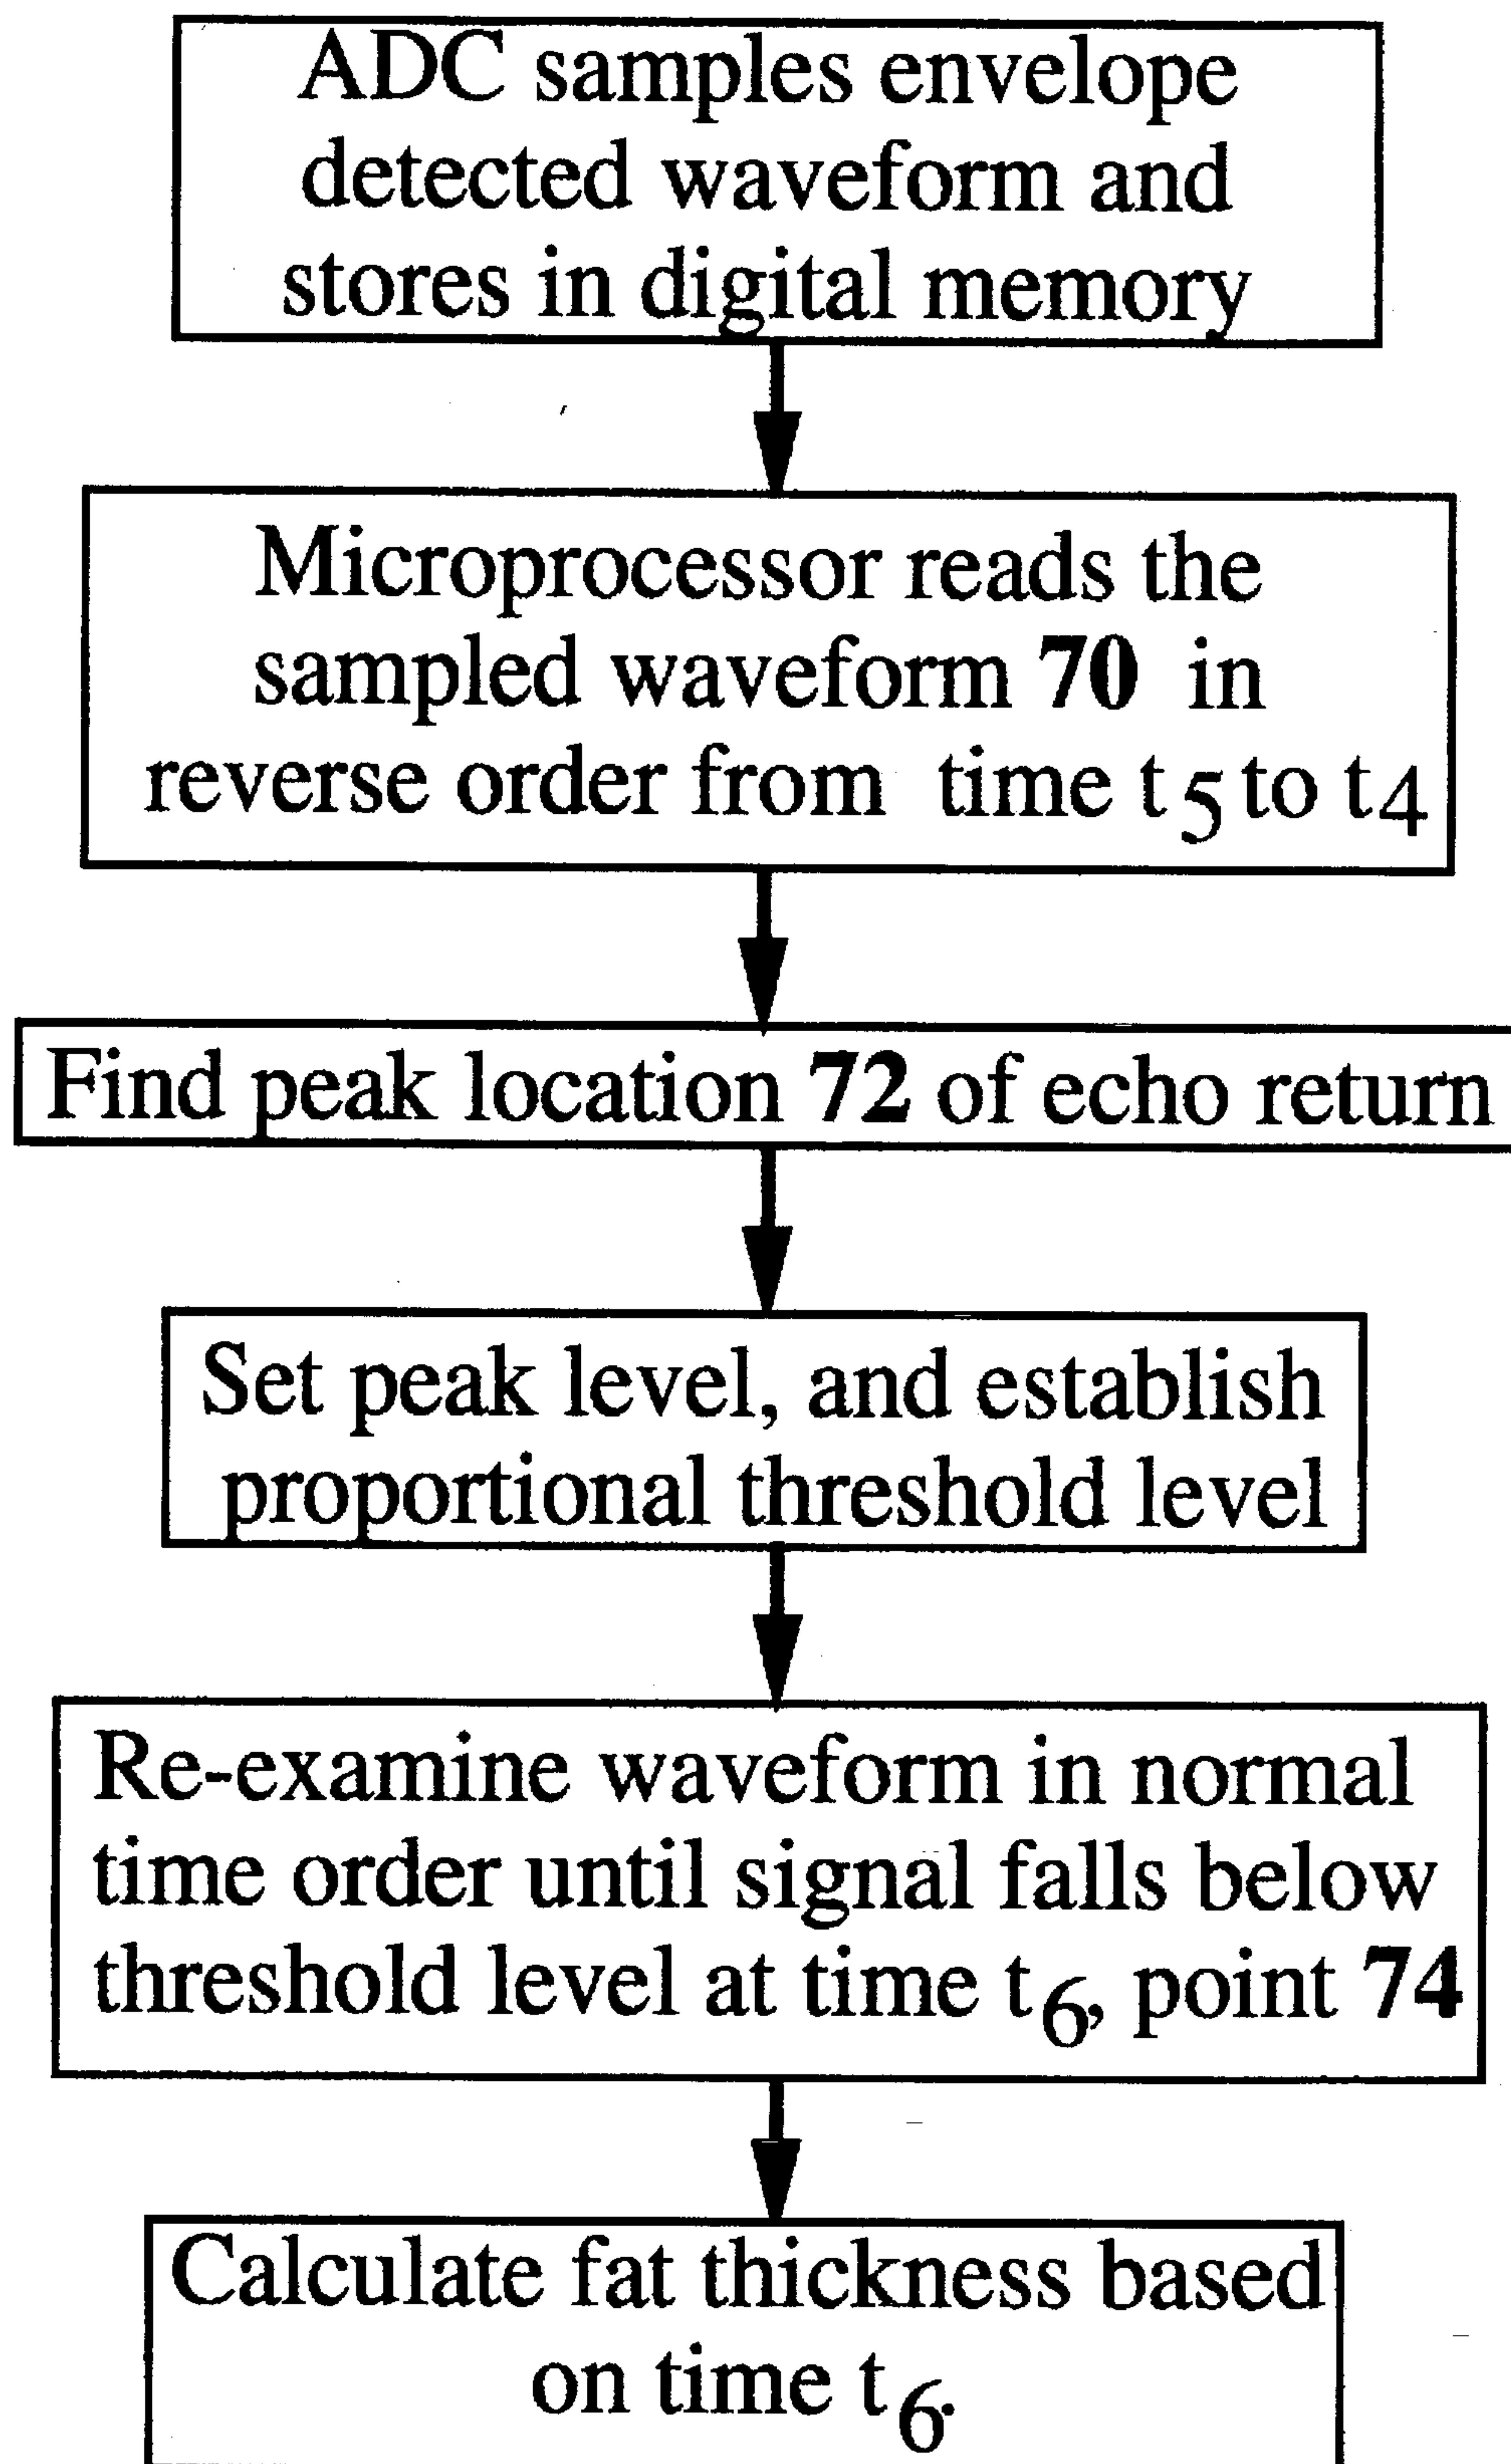 ADC samples envelope
detected waveform and
stores in digital memory
Microprocessor reads the
sampled waveform 70 in
reverse order from time t5 to t4
Find peak location 72 of echo return
Set peak level, and establish
proportional threshold level
Re-examine waveform in normal
time order until signal falls below
threshold level at time t6, point 74
Calculate fat thickness based
on time t6.